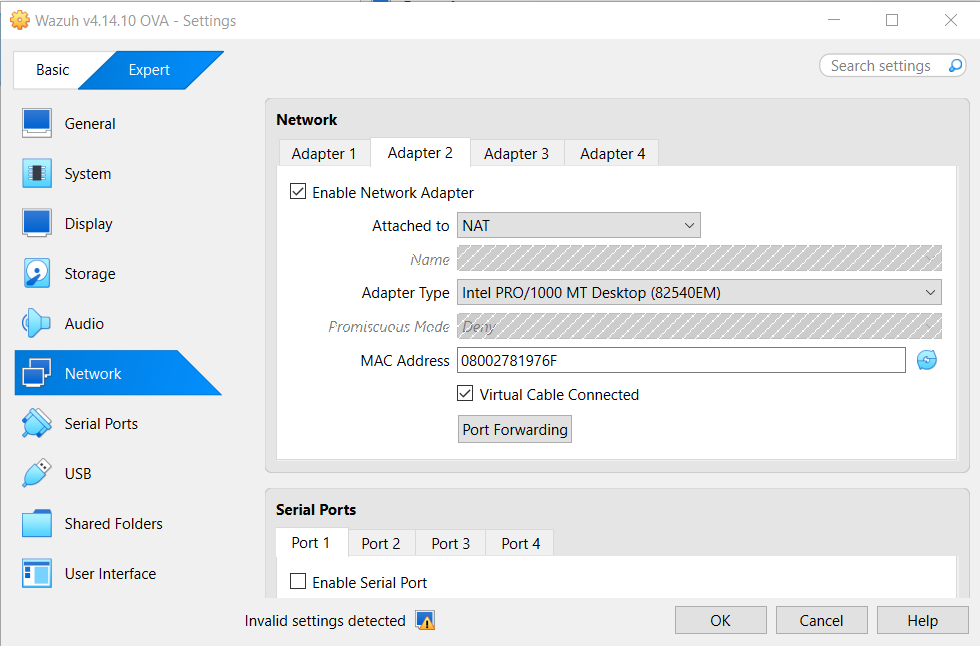 Wazuh v4.14.10 OVA - Settings
Basic
Expert
Search settings
General
System
Display
Storage
Audio
Network
Serial Ports
USB
Shared Folders
User Interface
Network
Adapter 1
Adapter 2
Adapter 3
Adapter 4
Enable Network Adapter
Attached to NAT
Name
Adapter Type Intel PRO/1000 MT Desktop (82540EM)
Promiscuous Mode Deny
MAC Address 08002781976F
Virtual Cable Connected
Port Forwarding
Serial Ports
Port 1
Port 2
Port 3
Port 4
Enable Serial Port
Invalid settings detected
OK
Cancel
Help